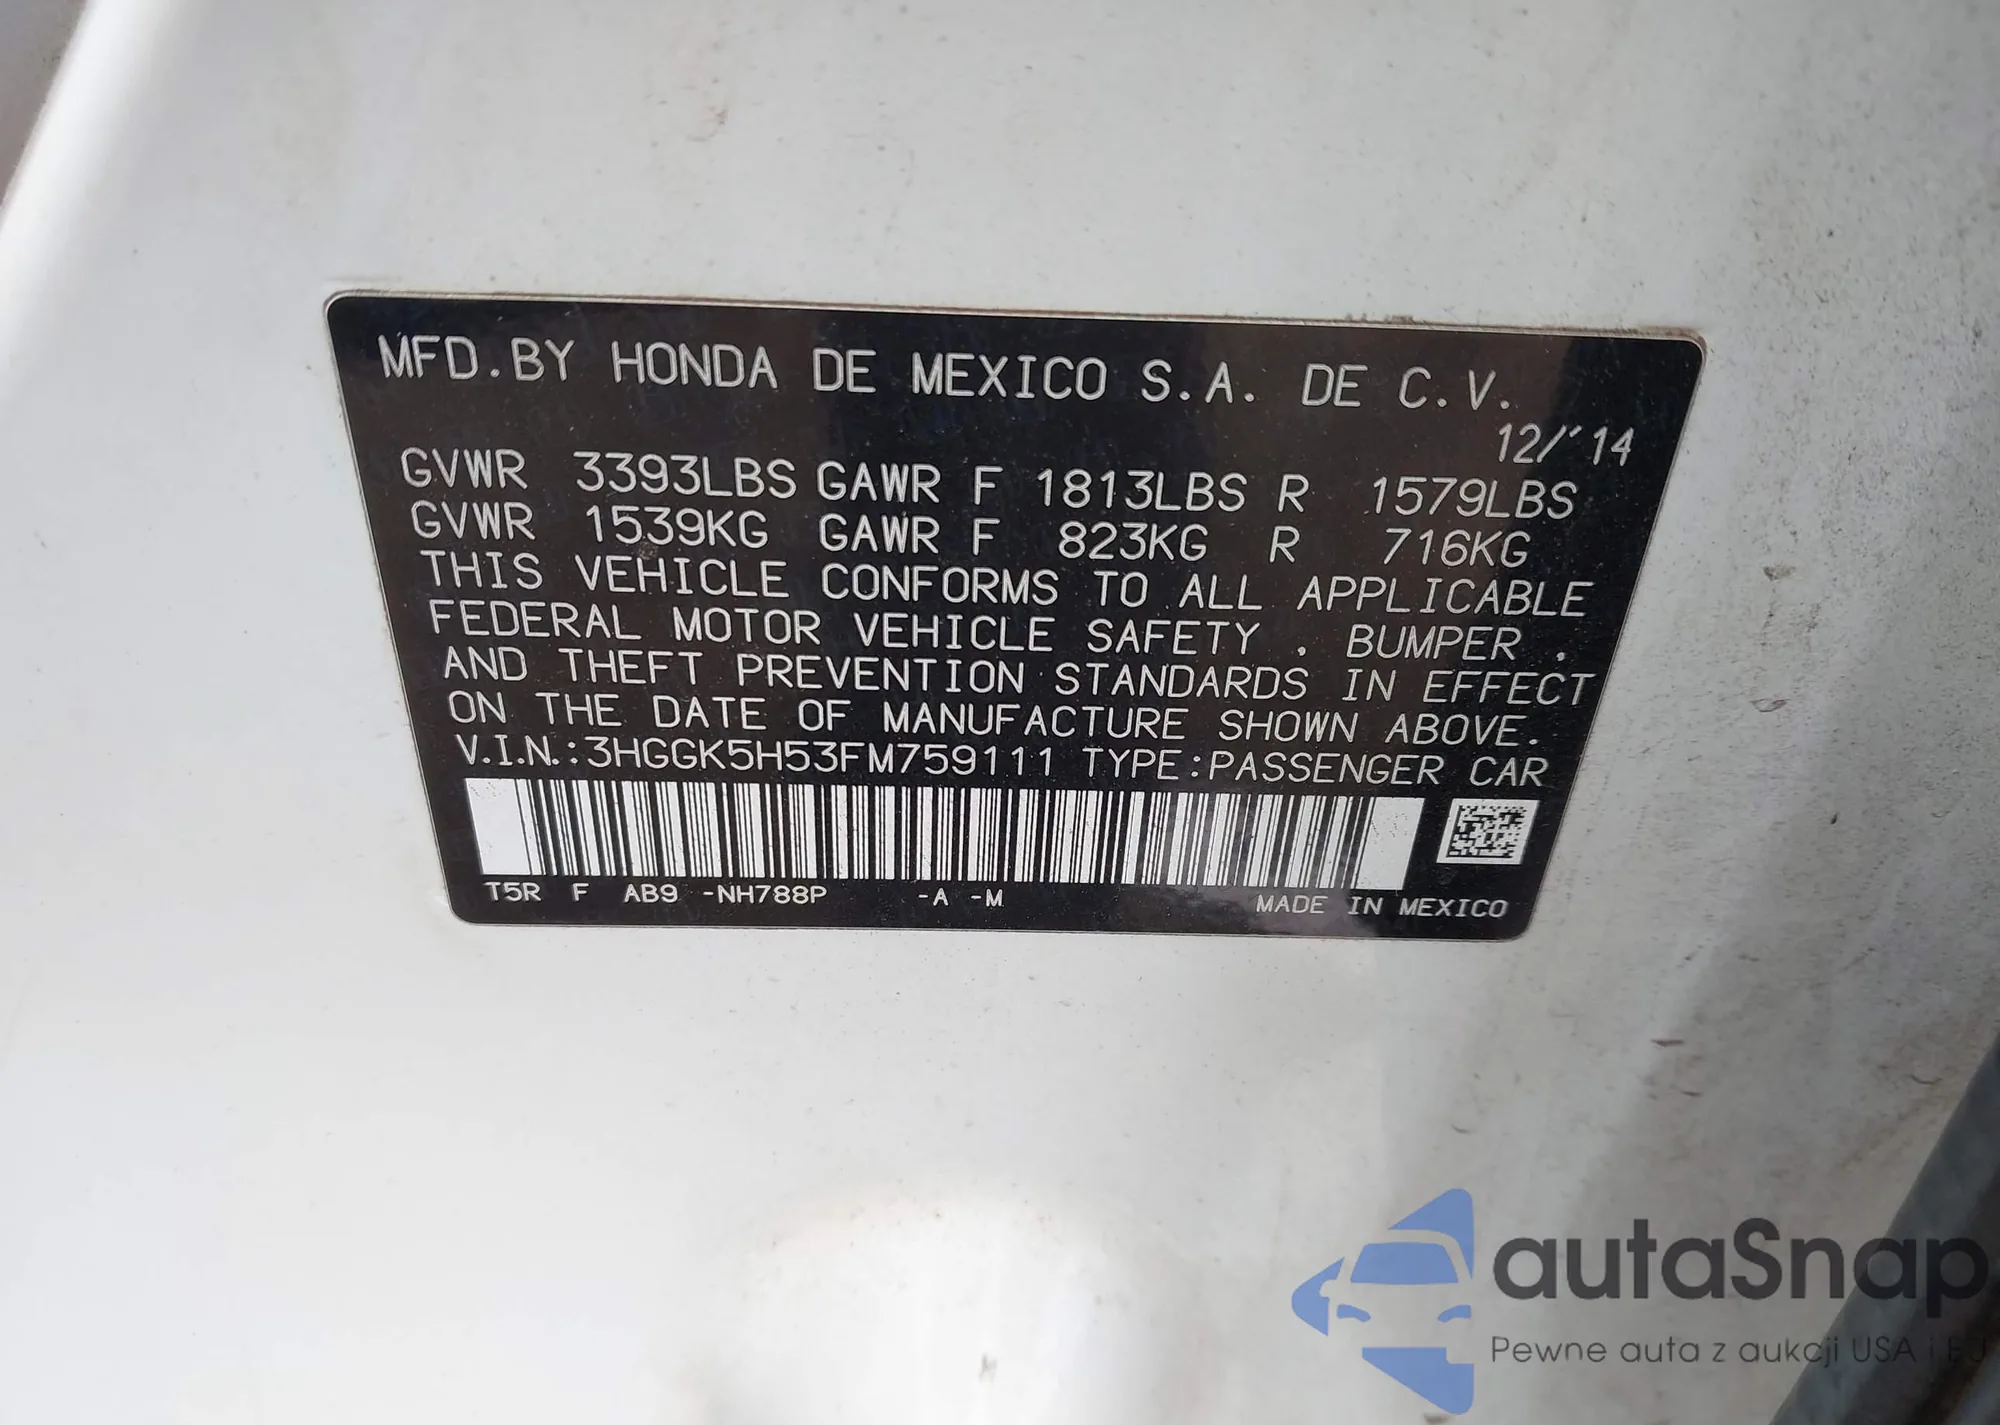 MFD.BY HONDA DE MEXICO S.A. DE C.V.
12/'14
GVWR 3393LBS GAWR F 1813LBS R 1579LBS
GVWR 1539KG GAWR F 823KG R 716KG
THIS VEHICLE CONFORMS TO ALL APPLICABLE
FEDERAL MOTOR VEHICLE SAFETY , BUMPER ,
AND THEFT PREVENTION STANDARDS IN EFFECT
ON THE DATE OF MANUFACTURE SHOWN ABOVE.
V.I.N.:3HGGK5H53FM759111 TYPE:PASSENGER CAR
T5R F AB9 -NH788P -A -M MADE IN MEXICO
autaSnap
Pewne auta z aukcji USA i EU